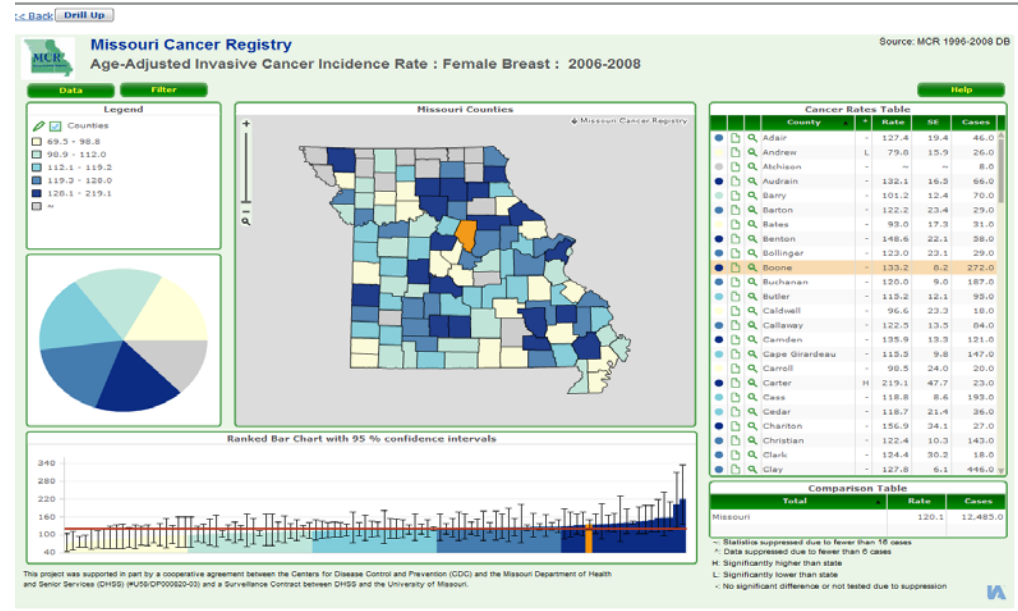 << Back Drill Up
MCR
Missouri Cancer Registry
Source: MCR 1996-2008 DB
Age-Adjusted Invasive Cancer Incidence Rate : Female Breast : 2006-2008
Data Filter Help
Legend
Counties
69.5 - 98.8
98.9 - 112.0
112.1 - 119.2
119.3 - 128.0
128.1 - 219.1
~
Missouri Counties
Missouri Cancer Registry
Cancer Rates Table
County * Rate SE Cases
Adair - 127.4 19.4 46.0
Andrew L 79.8 15.9 26.0
Atchison - ~ ~ 8.0
Audrain - 132.1 16.5 66.0
Barry - 101.2 12.4 70.0
Barton - 122.2 23.4 29.0
Bates - 93.0 17.3 31.0
Benton - 148.6 22.1 58.0
Bollinger - 123.0 23.1 29.0
Boone - 133.2 8.2 272.0
Buchanan - 120.0 9.0 187.0
Butler - 115.2 12.1 95.0
Caldwell - 96.6 23.3 18.0
Callaway - 122.5 13.5 84.0
Camden - 135.9 13.3 121.0
Cape Girardeau - 115.5 9.8 147.0
Carroll - 98.5 24.0 20.0
Carter H 219.1 47.7 23.0
Cass - 118.8 8.6 193.0
Cedar - 118.7 21.4 36.0
Chariton - 156.9 34.1 27.0
Christian - 122.4 10.3 143.0
Clark - 124.4 30.2 18.0
Clay - 127.8 6.1 446.0
Ranked Bar Chart with 95 % confidence intervals
340
280
220
160
100
40
Comparison Table
Total Rate Cases
Missouri 120.1 12,485.0
~: Statistics suppressed due to fewer than 16 cases
^: Data suppressed due to fewer than 6 cases
H: Significantly higher than state
L: Significantly lower than state
-: No significant difference or not tested due to suppression
This project was supported in part by a cooperative agreement between the Centers for Disease Control and Prevention (CDC) and the Missouri Department of Health
and Senior Services (DHSS) (#U58/DP000820-03) and a Surveillance Contract between DHSS and the University of Missouri.